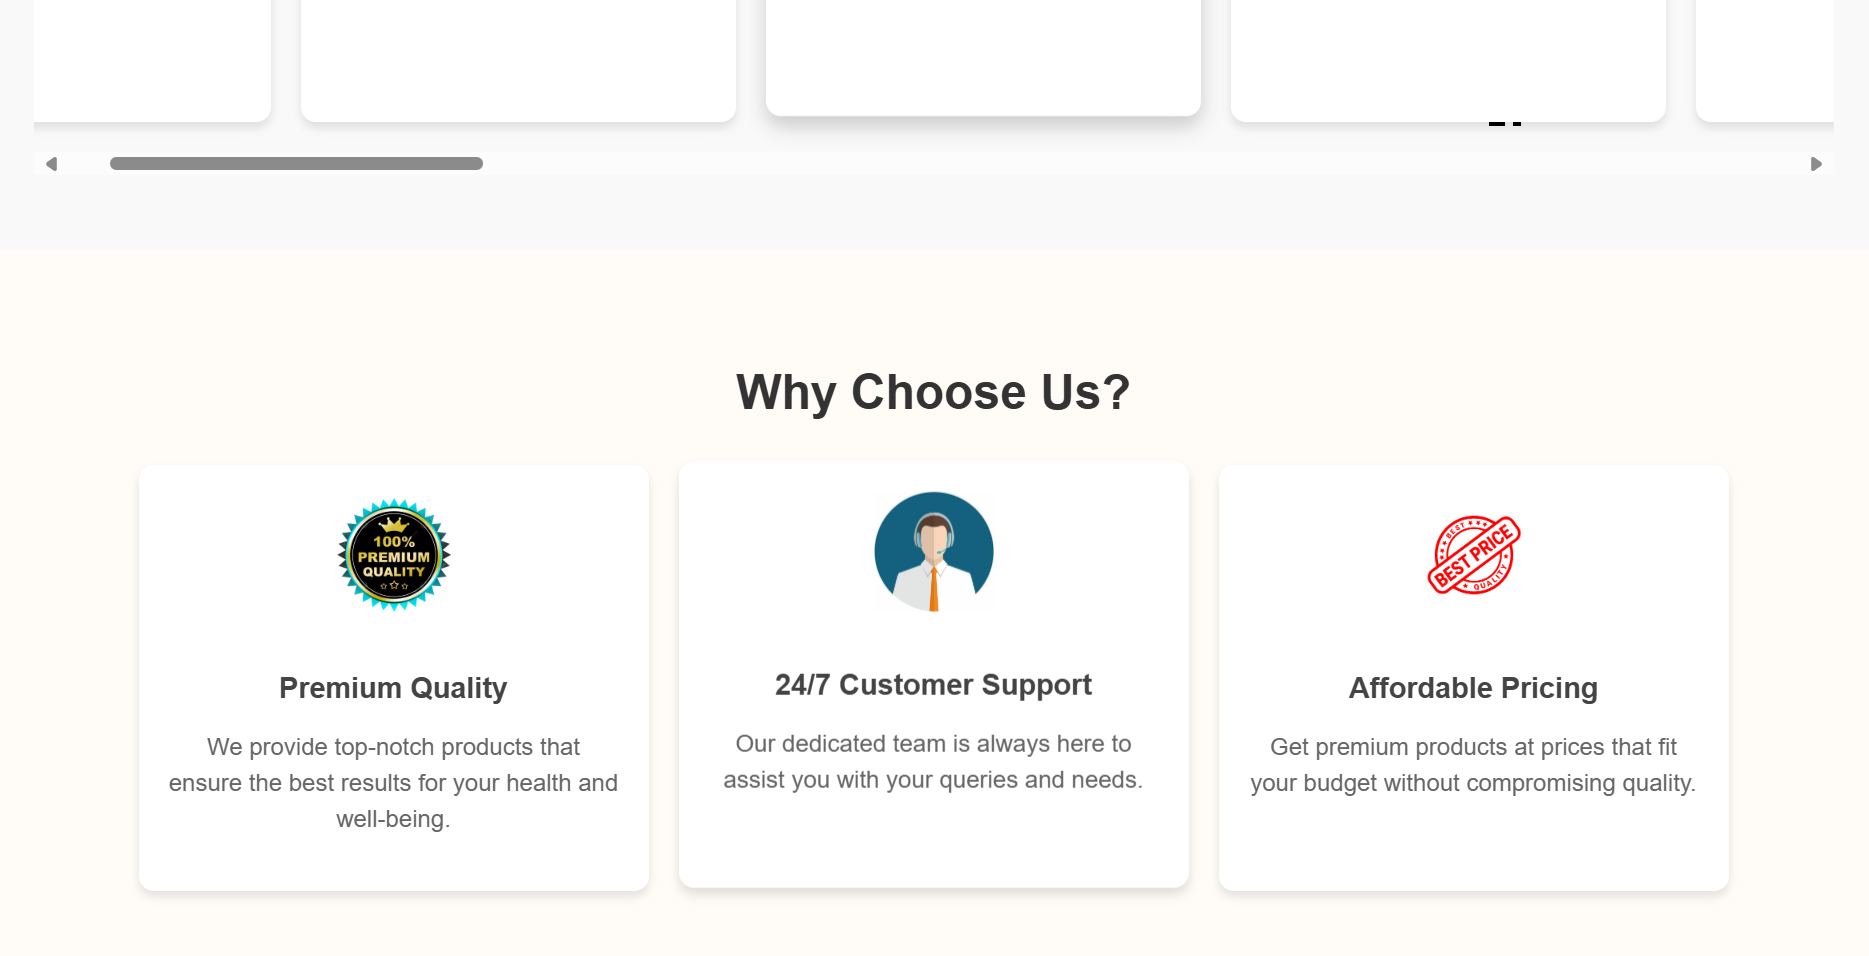 Why Choose Us?
100%
PREMIUM
QUALITY
Premium Quality
We provide top-notch products that
ensure the best results for your health and
well-being.
24/7 Customer Support
Our dedicated team is always here to
assist you with your queries and needs.
BEST
BEST PRICE
QUALITY
Affordable Pricing
Get premium products at prices that fit
your budget without compromising quality.